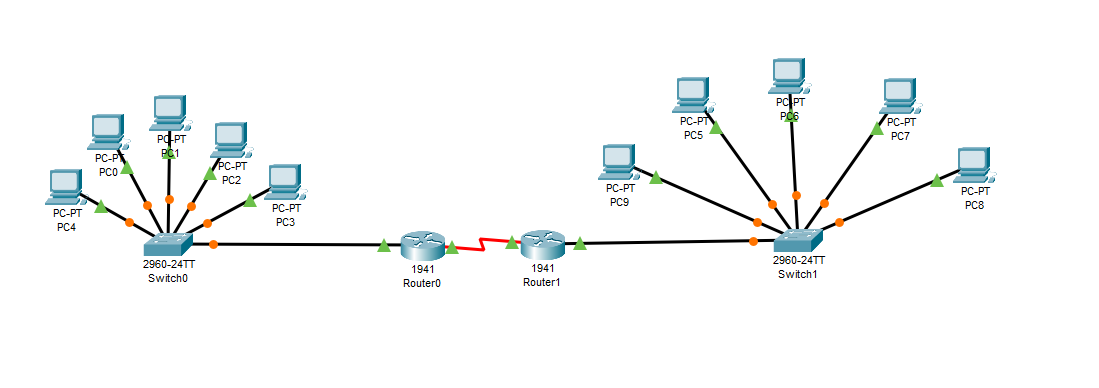 PC-PT
PC4
PC-PT
PC0
PC-PT
PC1
PC-PT
PC2
PC-PT
PC3
2960-24TT
Switch0
1941
Router0
1941
Router1
PC-PT
PC9
PC-PT
PC5
PC-PT
PC6
PC-PT
PC7
PC-PT
PC8
2960-24TT
Switch1